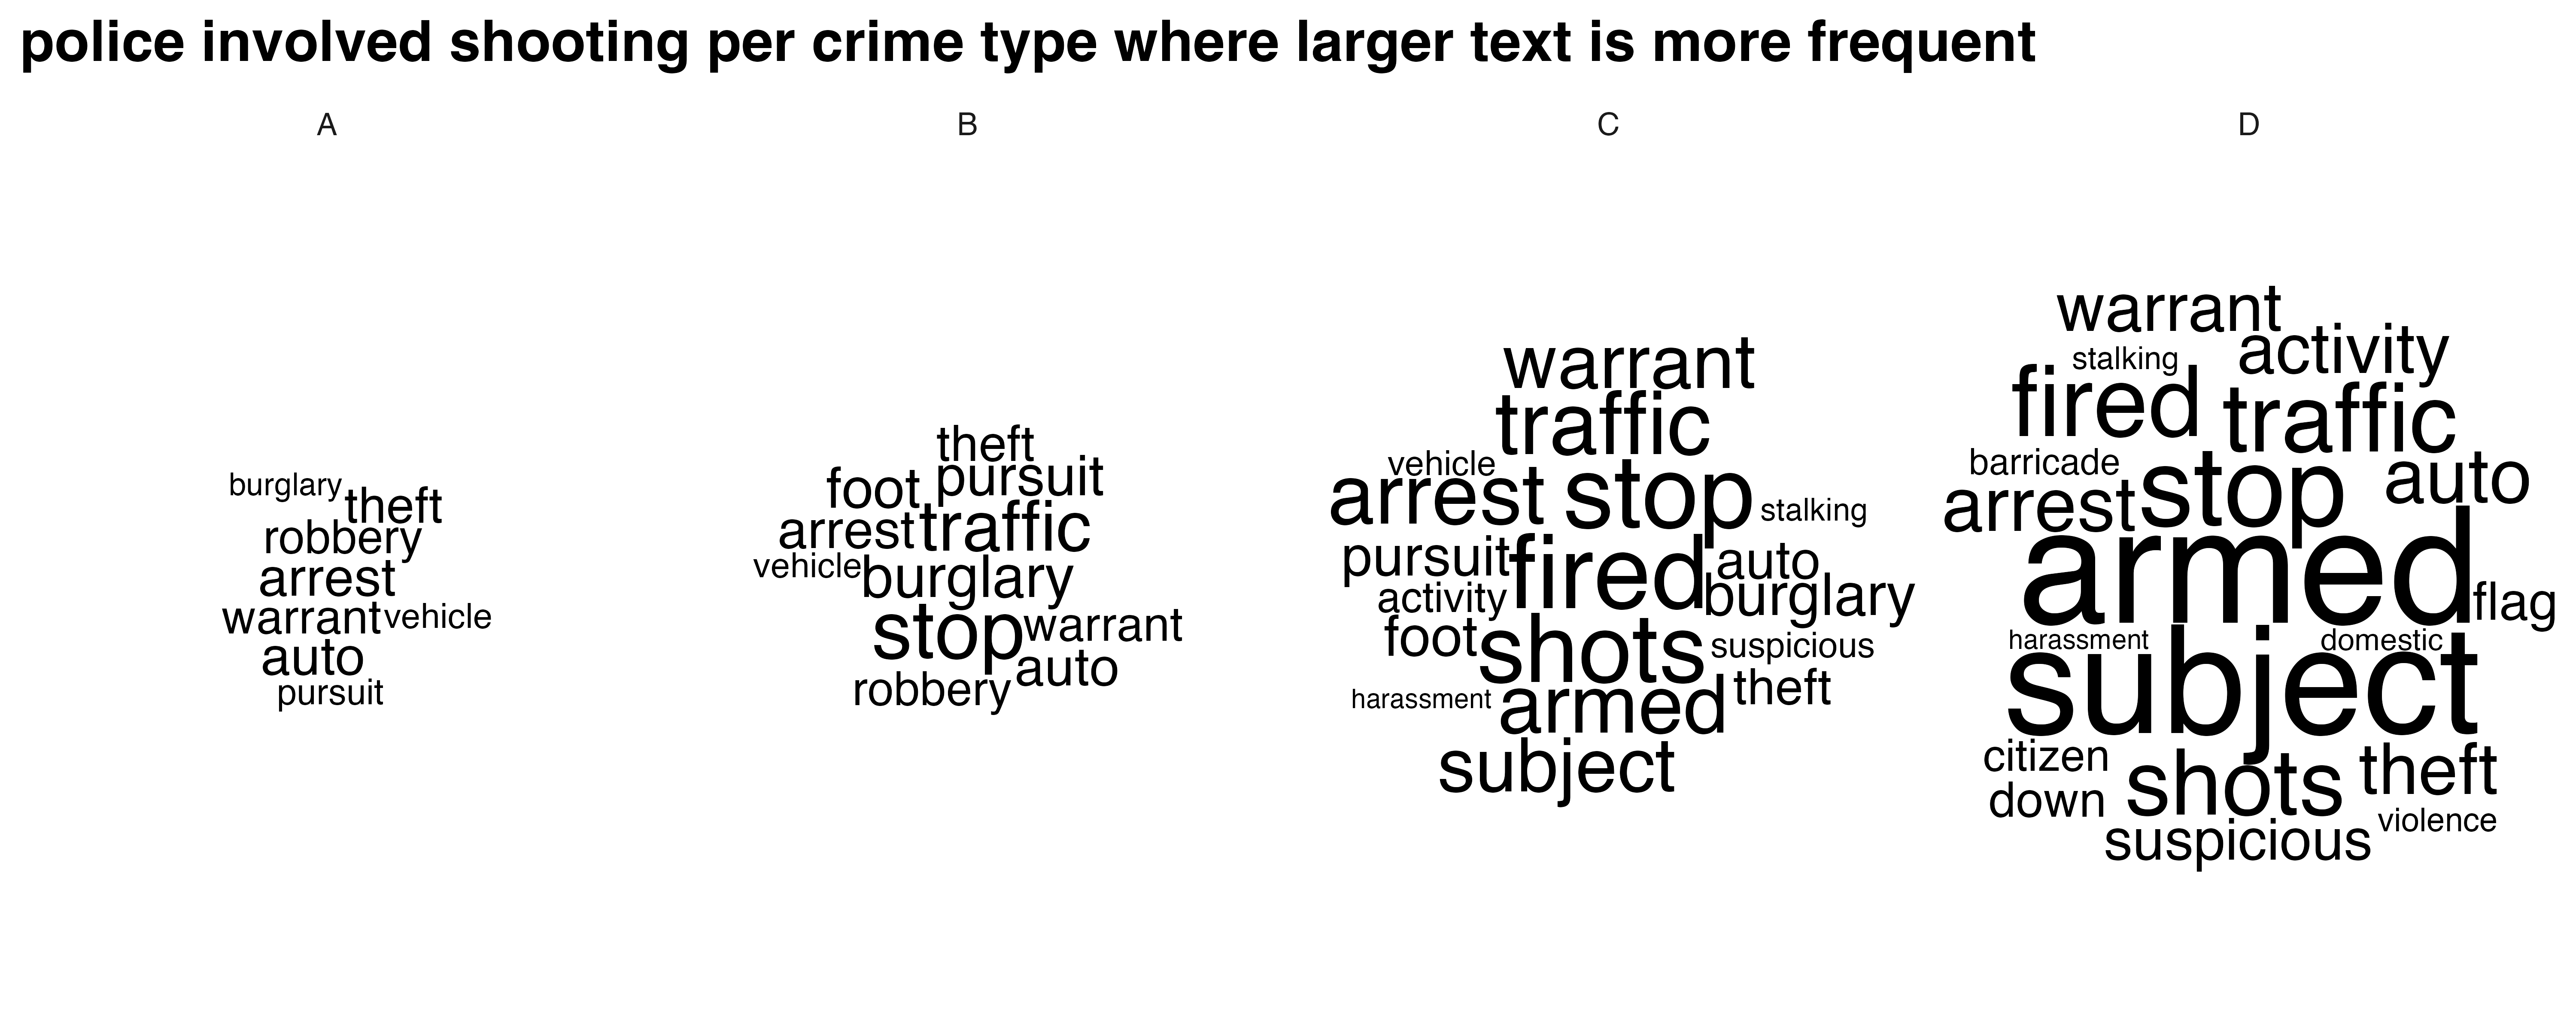 police involved shooting per crime type where larger text is more frequent
A
burglary
theft
robbery
arrest
warrant
vehicle
auto
pursuit
B
theft
foot
pursuit
arrest
traffic
vehicle
burglary
stop
warrant
auto
robbery
C
warrant
traffic
vehicle
arrest
stop
stalking
pursuit
fired
auto
activity
burglary
foot
shots
suspicious
harassment
armed
theft
subject
D
warrant
activity
stalking
fired
traffic
barricade
arrest
stop
auto
armed
flag
harassment
domestic
subject
citizen
down
shots
theft
violence
suspicious